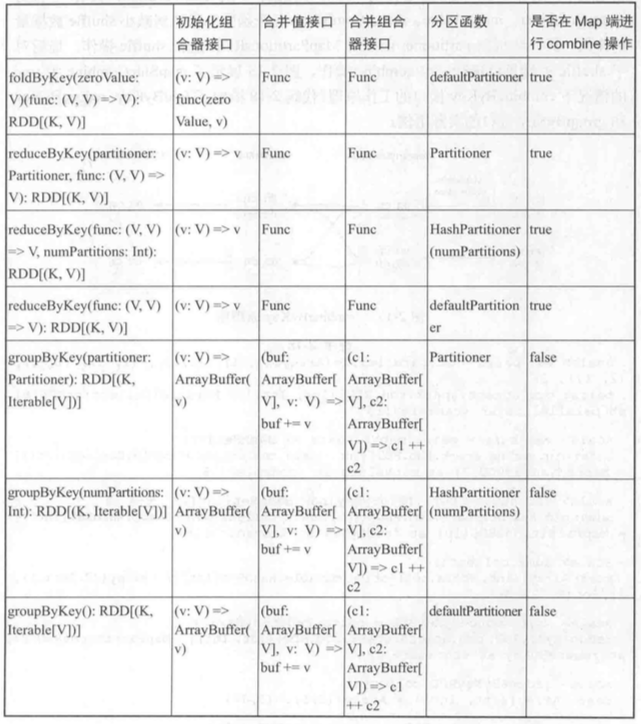 初始化组合器接口
合并值接口
合并组合器接口
分区函数
是否在 Map 端进行 combine 操作
foldByKey(zeroValue: V)(func: (V, V) => V): RDD[(K, V)]
(v: V) => func(zero Value, v)
Func
Func
defaultPartitioner
true
reduceByKey(partitioner: Partitioner, func: (V, V) => V): RDD[(K, V)]
(v: V) => v
Func
Func
Partitioner
true
reduceByKey(func: (V, V) => V, numPartitions: Int): RDD[(K, V)]
(v: V) => v
Func
Func
HashPartitioner (numPartitions)
true
reduceByKey(func: (V, V) => V): RDD[(K, V)]
(v: V) => v
Func
Func
defaultPartitioner
true
groupByKey(partitioner: Partitioner): RDD[(K, Iterable[V])]
(v: V) => ArrayBuffer(v)
(buf: ArrayBuffer[V], v: V) => buf += v
(c1: ArrayBuffer[V], c2: ArrayBuffer[V]) => c1 ++ c2
Partitioner
false
groupByKey(numPartitions: Int): RDD[(K, Iterable[V])]
(v: V) => ArrayBuffer(v)
(buf: ArrayBuffer[V], v: V) => buf += v
(c1: ArrayBuffer[V], c2: ArrayBuffer[V]) => c1 ++ c2
HashPartitioner (numPartitions)
false
groupByKey(): RDD[(K, Iterable[V])]
(v: V) => ArrayBuffer(v)
(buf: ArrayBuffer[V], v: V) => buf += v
(c1: ArrayBuffer[V], c2: ArrayBuffer[V]) => c1 ++ c2
defaultPartitioner
false